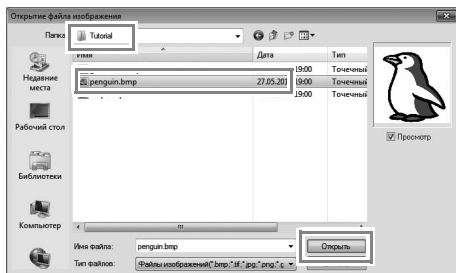 Открытие файла изображения
Папка
Tutorial
Имя
Дата
Тип
19:00
Точечный
penguin.bmp
27.05.201
19:00
Точечный
19:00
Точечный
Недавние
места
Рабочий стол
Библиотеки
Компьютер
Просмотр
Имя файла:
penguin.bmp
Открыть
Тип файлов:
Файлы изображений(*.bmp;*.tif;*.jpg;*.png;*.g